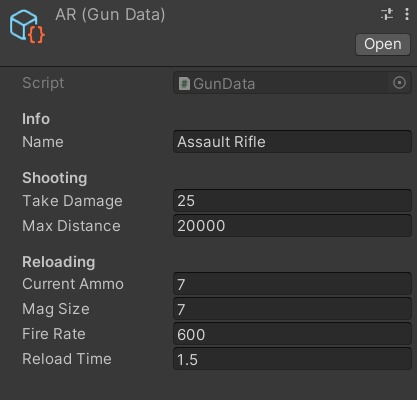 AR (Gun Data)
Open
Script GunData
Info
Name Assault Rifle
Shooting
Take Damage 25
Max Distance 20000
Reloading
Current Ammo 7
Mag Size 7
Fire Rate 600
Reload Time 1.5